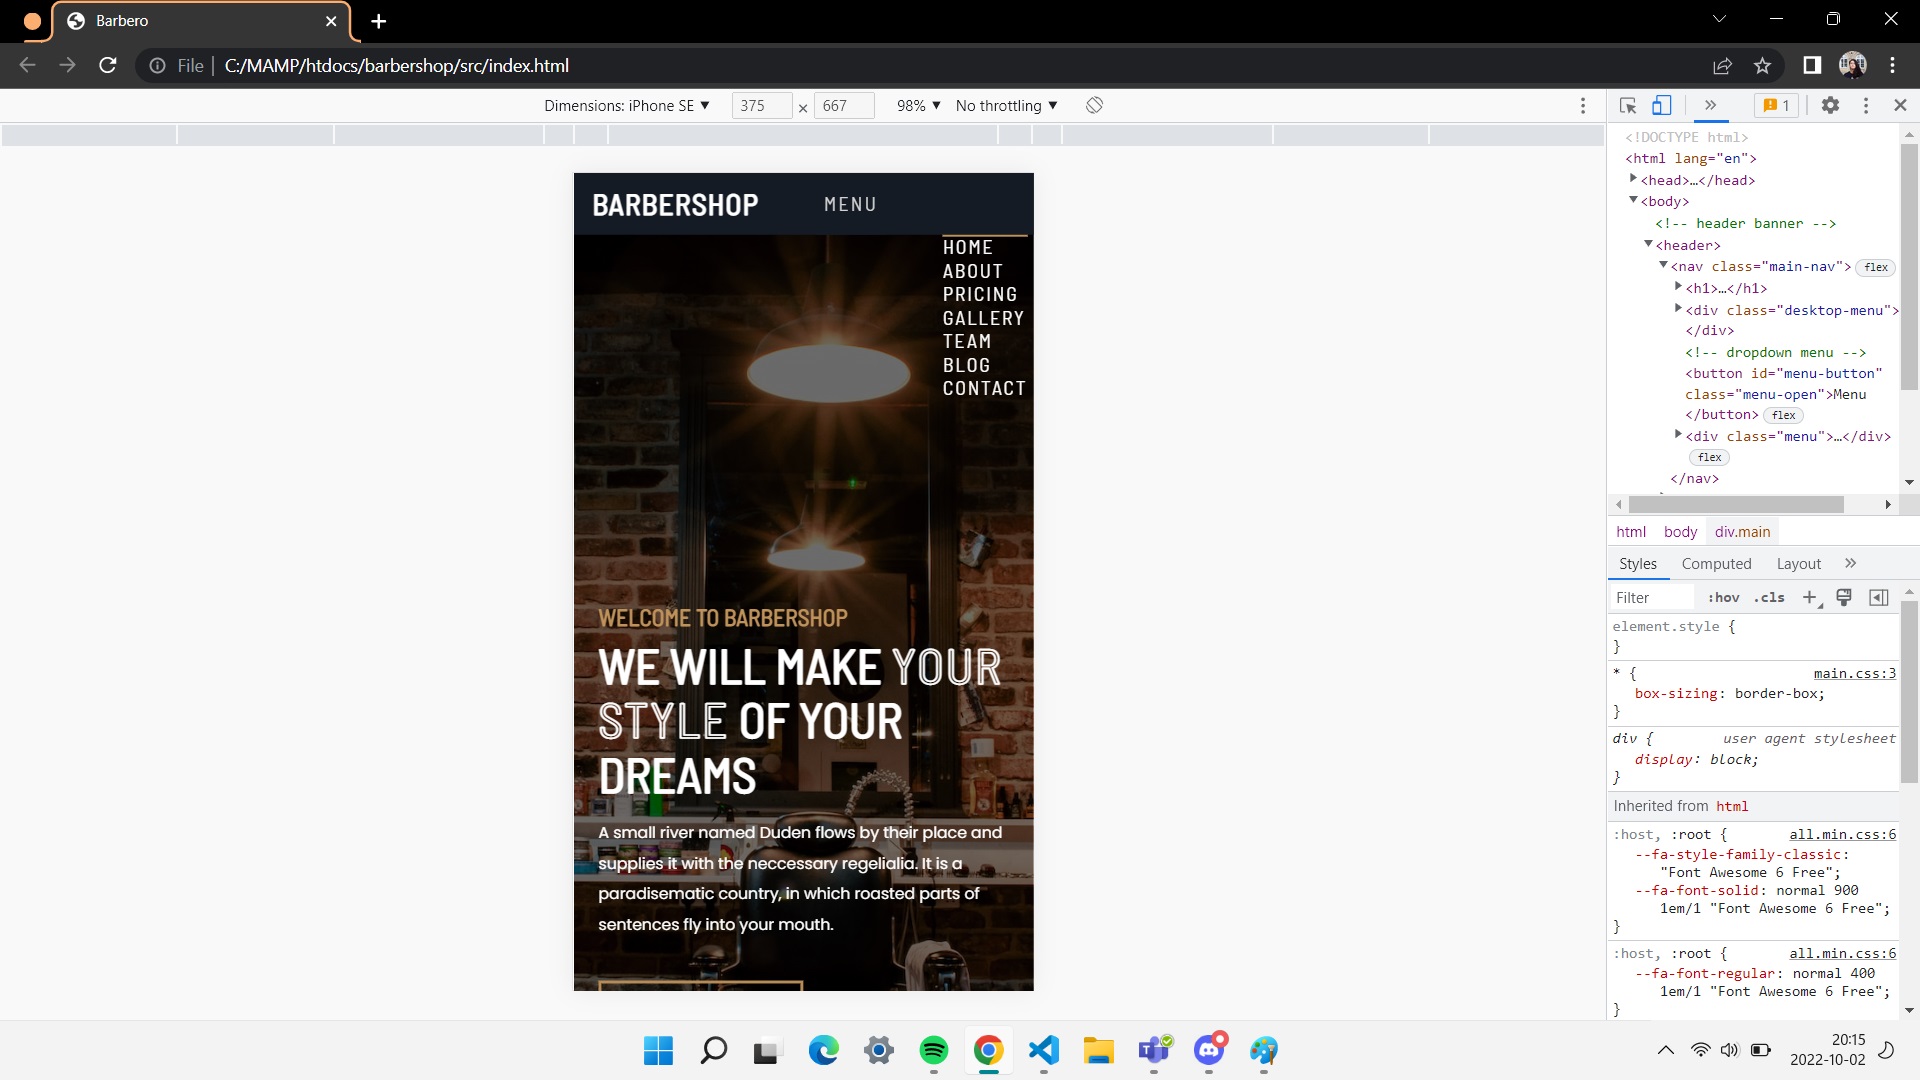 Barbero
File
C:/MAMP/htdocs/barbershop/src/index.html
Dimensions: iPhone SE ▼ 375 × 667 98% ▼ No throttling ▼
1
BARBERSHOP MENU
HOME
ABOUT
PRICING
GALLERY
TEAM
BLOG
CONTACT
WELCOME TO BARBERSHOP
WE WILL MAKE YOUR
STYLE OF YOUR
DREAMS
A small river named Duden flows by their place and
supplies it with the neccessary regelialia. It is a
paradisematic country, in which roasted parts of
sentences fly into your mouth.
<!DOCTYPE html>
<html lang="en">
<head>…</head>
<body>
<!-- header banner -->
<header>
<nav class="main-nav"> flex
<h1>…</h1>
<div class="desktop-menu">
</div>
<!-- dropdown menu -->
<button id="menu-button"
class="menu-open">Menu
</button> flex
<div class="menu">…</div>
flex
</nav>
html body div.main
Styles Computed Layout
Filter :hov .cls
element.style {
}
* { main.css:3
box-sizing: border-box;
}
div { user agent stylesheet
display: block;
}
Inherited from html
:host, :root { all.min.css:6
--fa-style-family-classic:
"Font Awesome 6 Free";
--fa-font-solid: normal 900
1em/1 "Font Awesome 6 Free";
}
:host, :root { all.min.css:6
--fa-font-regular: normal 400
1em/1 "Font Awesome 6 Free";
}
20:15
2022-10-02